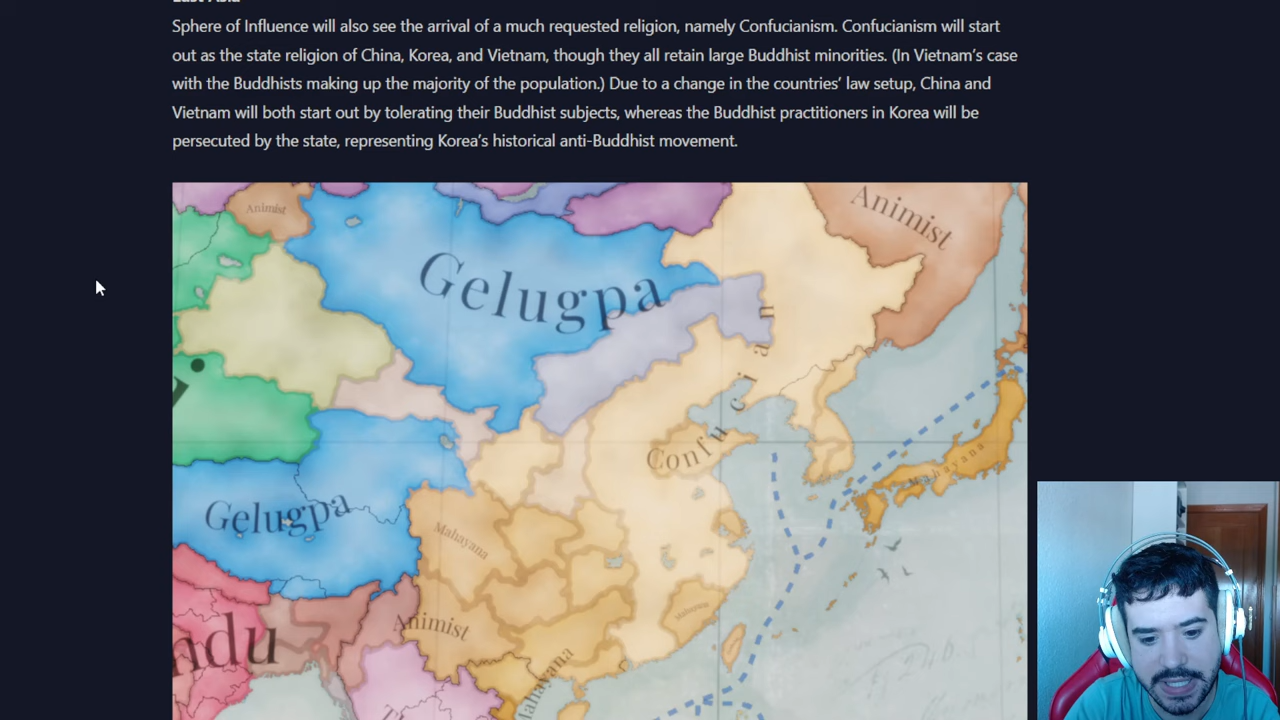 Sphere of Influence will also see the arrival of a much requested religion, namely Confucianism. Confucianism will start
out as the state religion of China, Korea, and Vietnam, though they all retain large Buddhist minorities. (In Vietnam’s case
with the Buddhists making up the majority of the population.) Due to a change in the countries’ law setup, China and
Vietnam will both start out by tolerating their Buddhist subjects, whereas the Buddhist practitioners in Korea will be
persecuted by the state, representing Korea’s historical anti-Buddhist movement.
Animist
Animist
Gelugpa
Confucian
Mahayana
Gelugpa
Mahayana
Mahayana
Animist
ndu
Mahayana